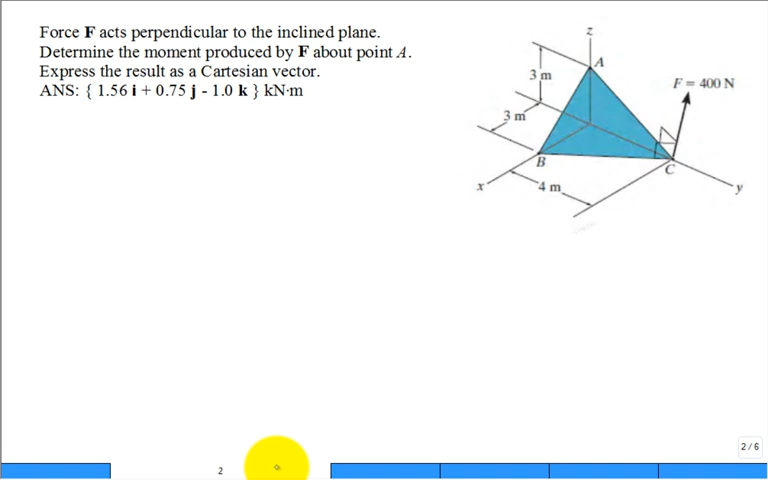 Force F acts perpendicular to the inclined plane.
Determine the moment produced by F about point A.
Express the result as a Cartesian vector.
ANS: { 1.56 i + 0.75 j - 1.0 k } kN·m
z
A
3 m
F = 400 N
3 m
B
C
x
4 m
y
2 / 6
2